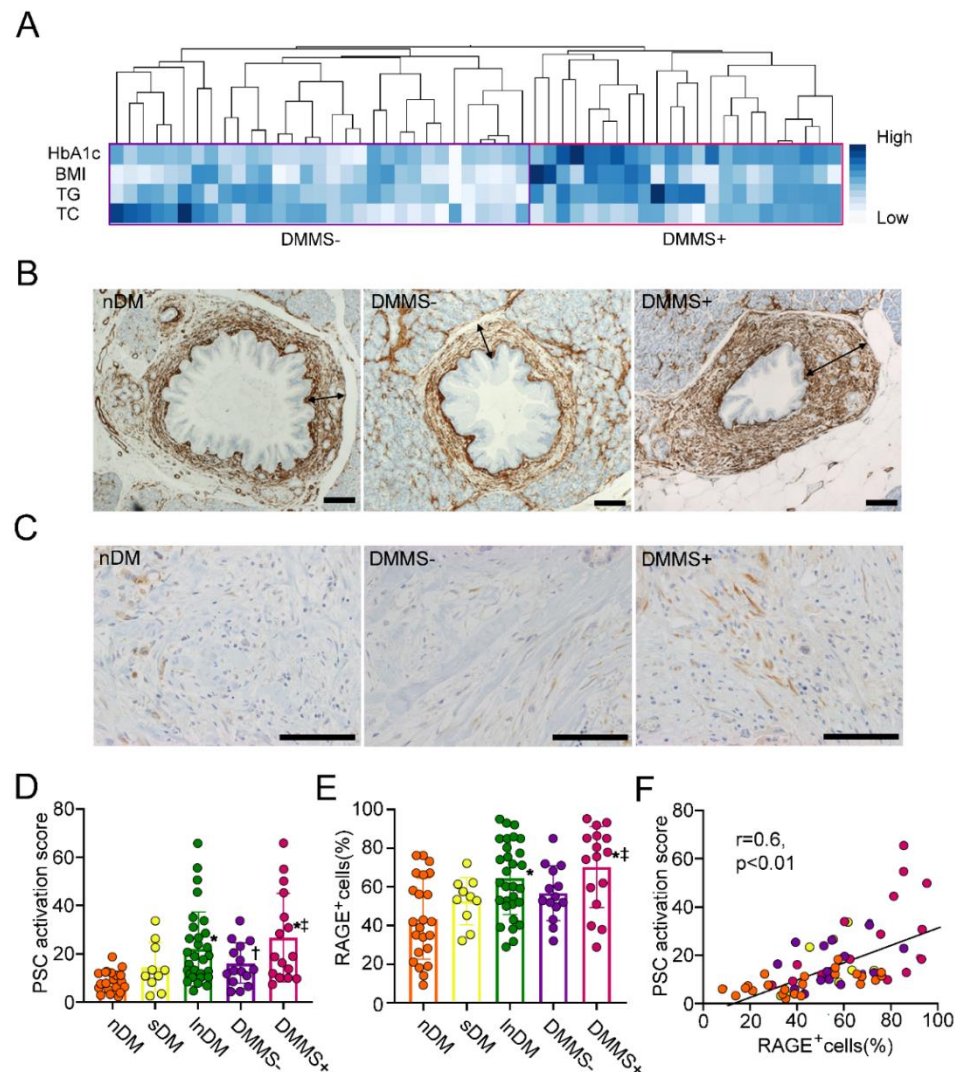 A
HbA1c
BMI
TG
TC
High
Low
DMMS-
DMMS+
B
nDM
DMMS-
DMMS+
C
nDM
DMMS-
DMMS+
D
PSC activation score
80
60
40
20
0
*
†
*‡
nDM
sDM
lnDM
DMMS-
DMMS+
E
RAGE⁺cells(%)
100
80
60
40
20
0
*
*‡
nDM
sDM
lnDM
DMMS-
DMMS+
F
PSC activation score
80
60
40
20
0
r=0.6,
p<0.01
0 20 40 60 80 100
RAGE⁺cells(%)